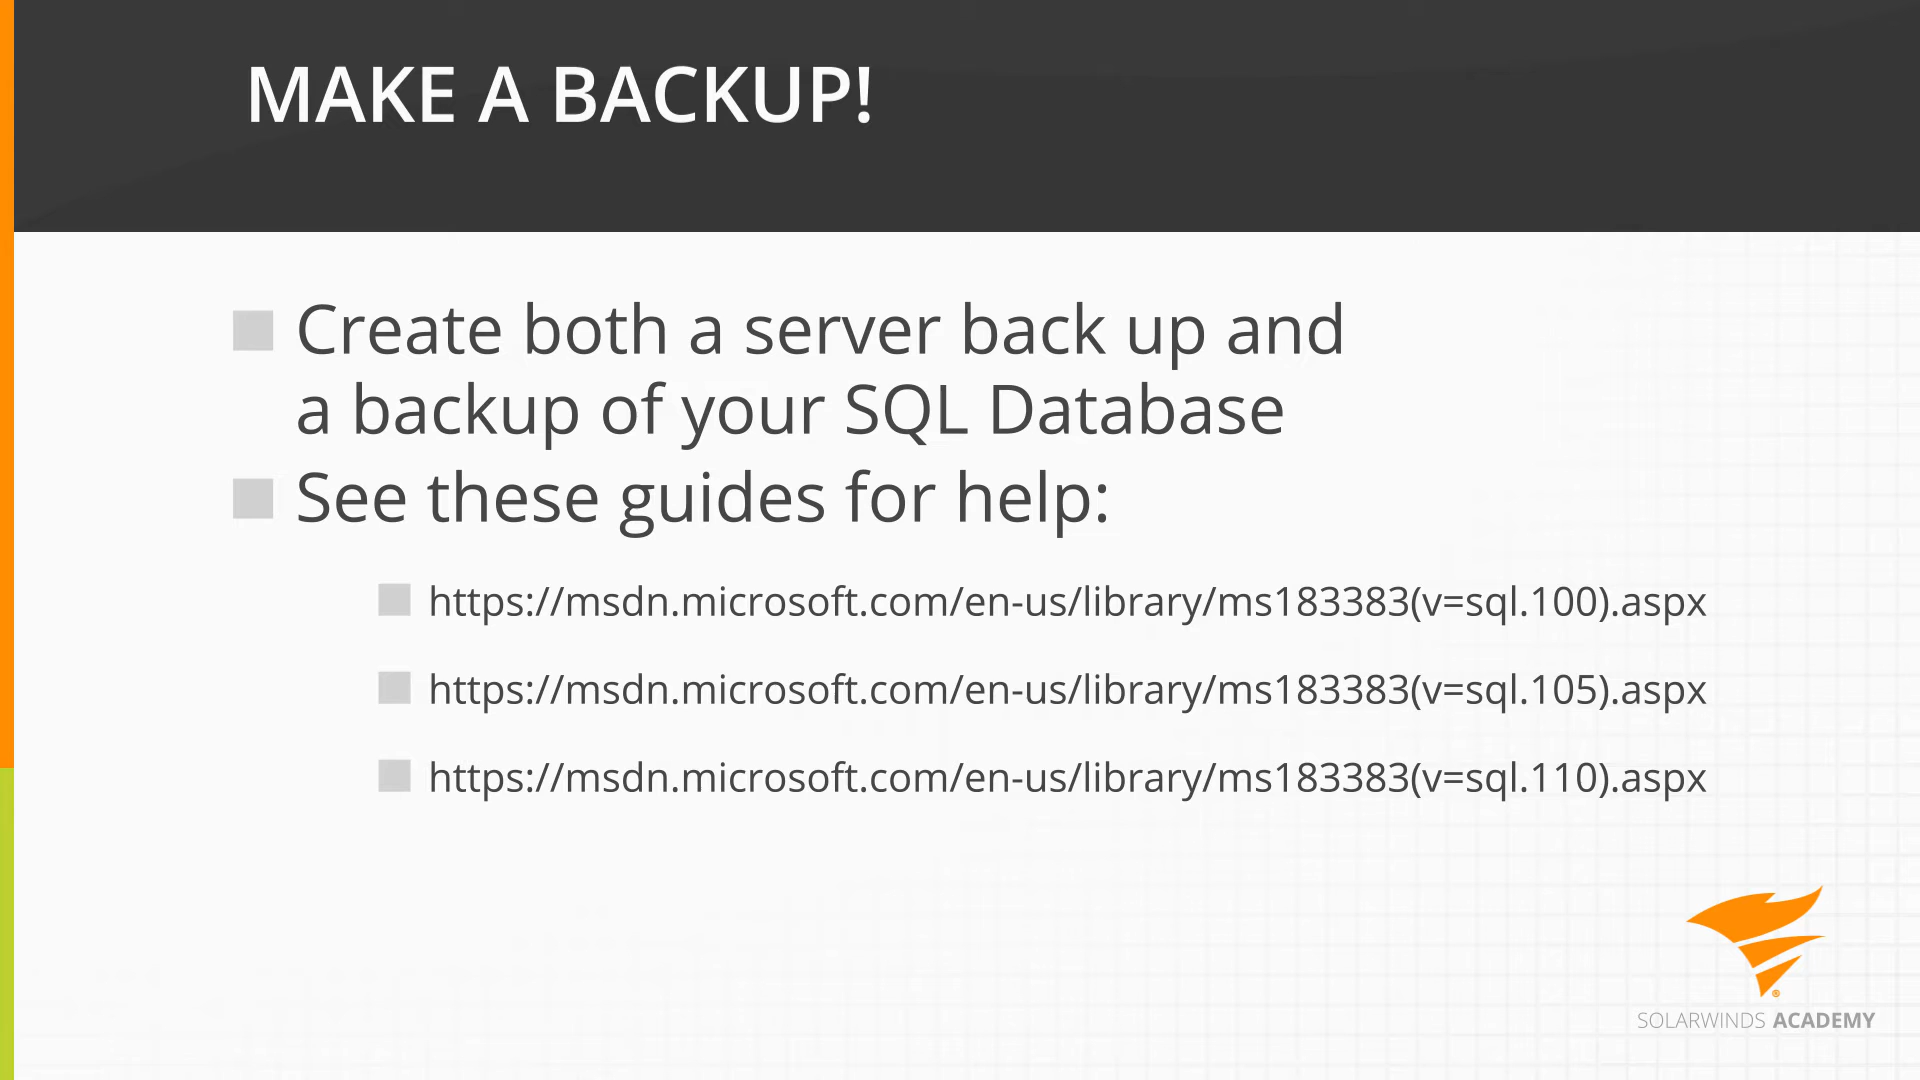 MAKE A BACKUP!
Create both a server back up and
a backup of your SQL Database
See these guides for help:
https://msdn.microsoft.com/en-us/library/ms183383(v=sql.100).aspx
https://msdn.microsoft.com/en-us/library/ms183383(v=sql.105).aspx
https://msdn.microsoft.com/en-us/library/ms183383(v=sql.110).aspx
®
SOLARWINDS ACADEMY